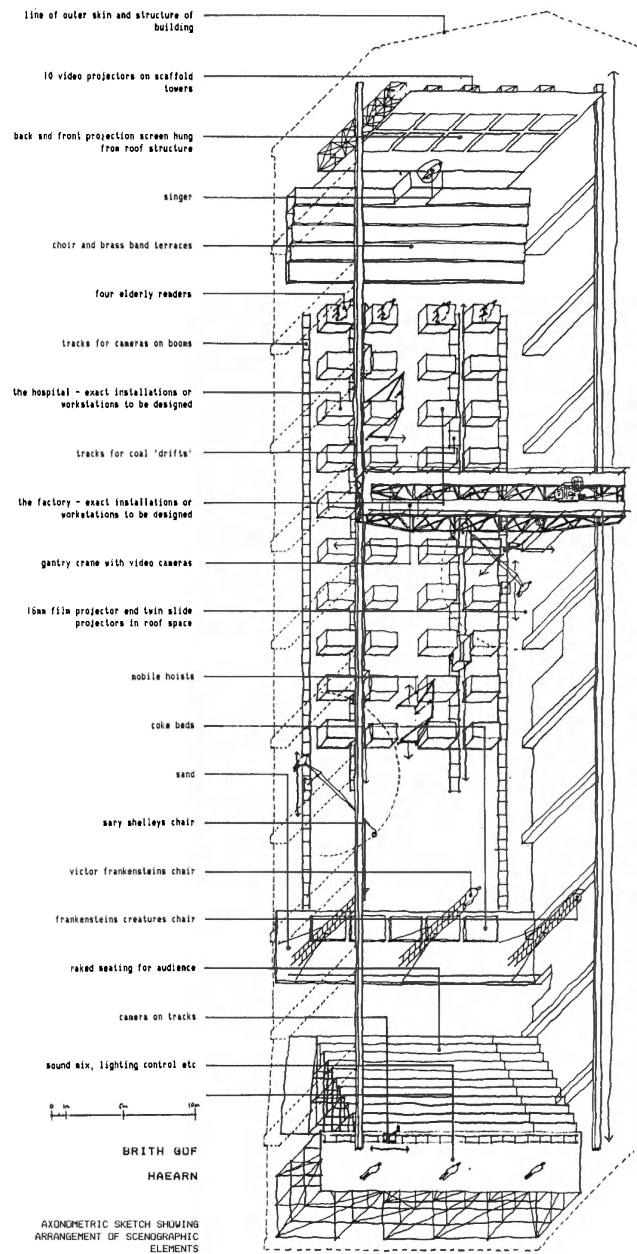 line of outer skin and structure of
building
10 video projectors on scaffold
towers
back snd front projection screen hung
from roof structure
singer
choir and brass band terraces
four elderly readers
tracks for cameras on booms
the hospital - exact installations or
workstations to be designed
tracks for coal 'drifts'
the factory - exact installations or
workstations to be designed
gantry crane with video cameras
16mm film projector end twin slide
projectors in roof space
mobile hoists
coke beds
sand
sary shelleys chair
victor frankensteins chair
frankensteins creatures chair
raked seating for audience
camera on tracks
sound mix, lighting control etc
0 1m 5m 10m
BRITH GOF
HAEARN
AXONOMETRIC SKETCH SHOWING
ARRANGEMENT OF SCENOGRAPHIC
ELEMENTS